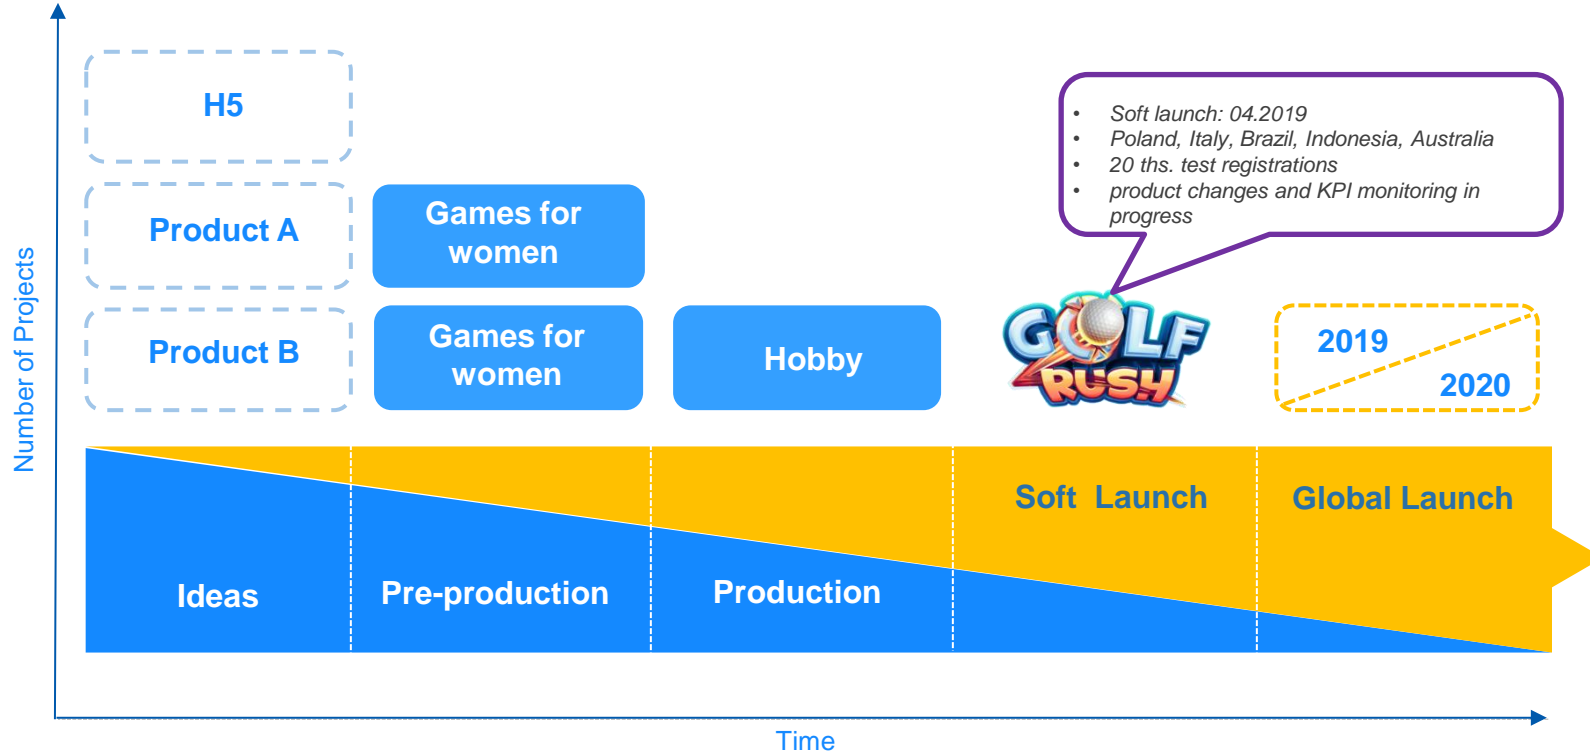 H5
Product A
Product B
Games for
women
Games for
women
Hobby
• Soft launch: 04.2019
• Poland, Italy, Brazil, Indonesia, Australia
• 20 ths. test registrations
• product changes and KPI monitoring in
progress
GOLF
RUSH
2019
2020
Number of Projects
Ideas
Pre-production
Production
Soft Launch
Global Launch
Time